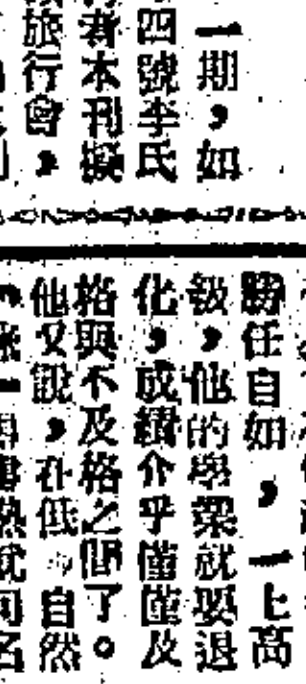 一期，如
四號李氏
者本刊擬
旅行會，
勝任自如，一上高
級，他的學業就要退
化，成績介乎僅僅及
格與不及格之間了。
他又說，在低 自然